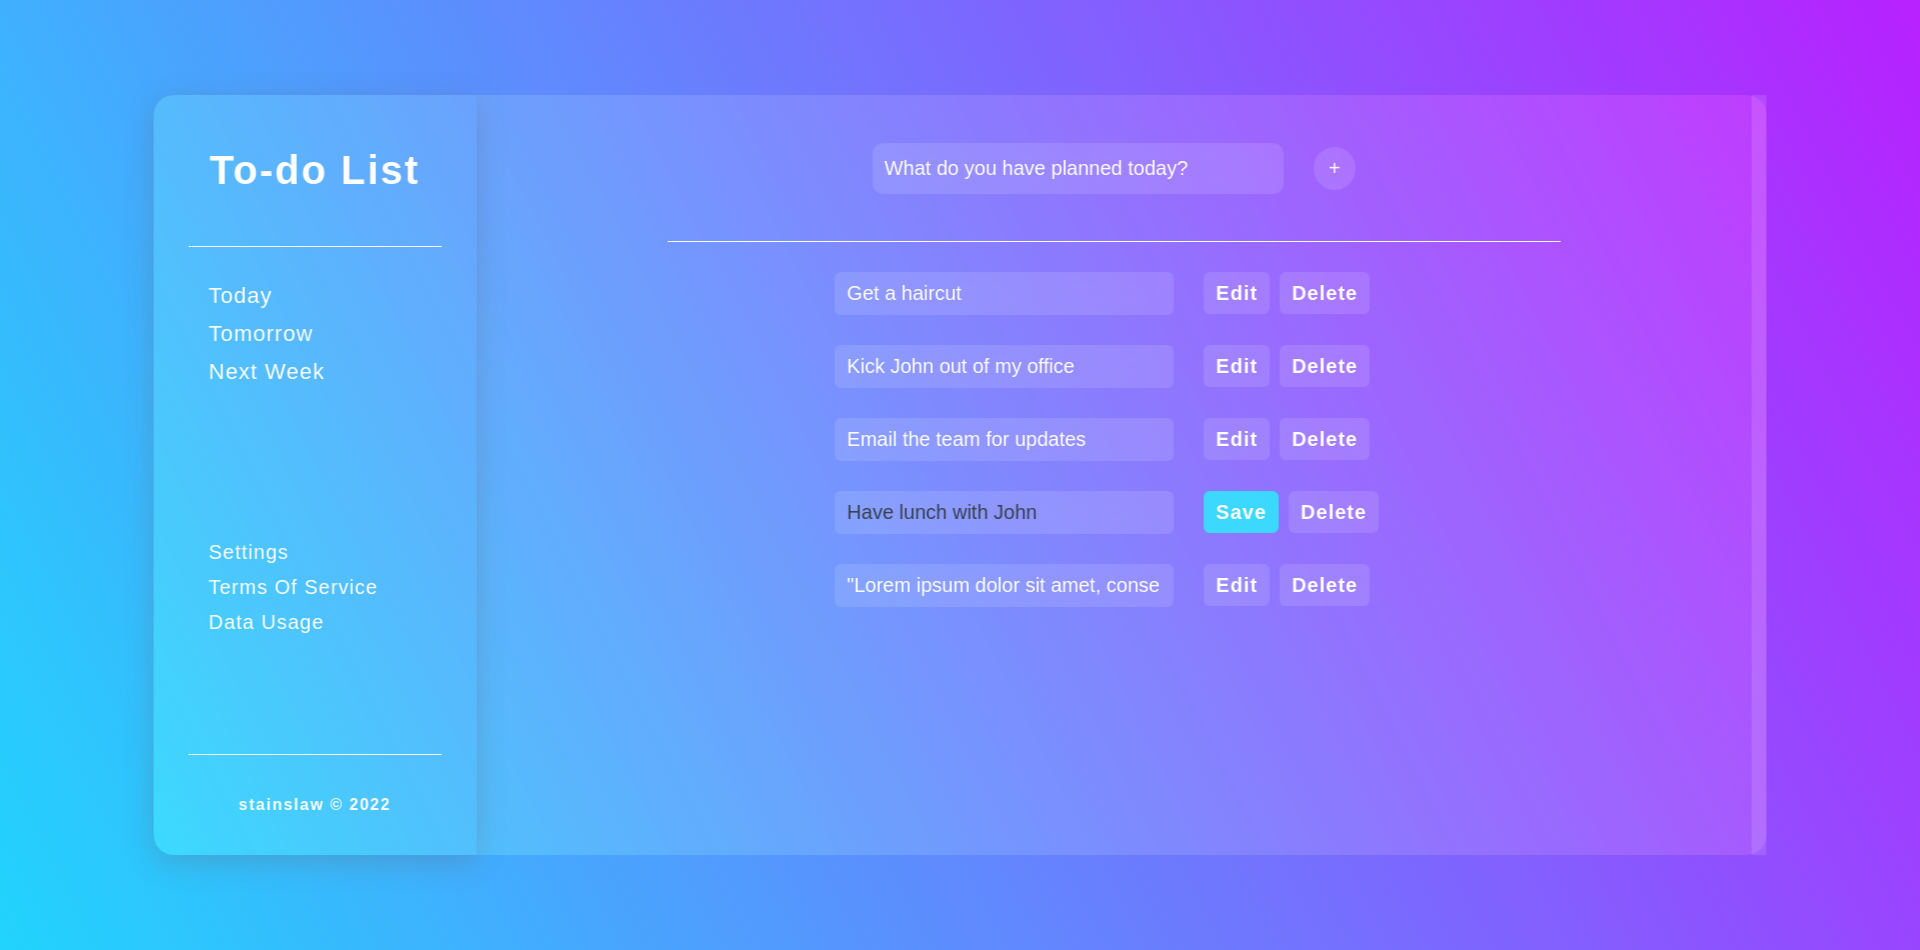 To-do List
Today
Tomorrow
Next Week
Settings
Terms Of Service
Data Usage
stainslaw © 2022
What do you have planned today? +
Get a haircut Edit Delete
Kick John out of my office Edit Delete
Email the team for updates Edit Delete
Have lunch with John Save Delete
"Lorem ipsum dolor sit amet, conse Edit Delete